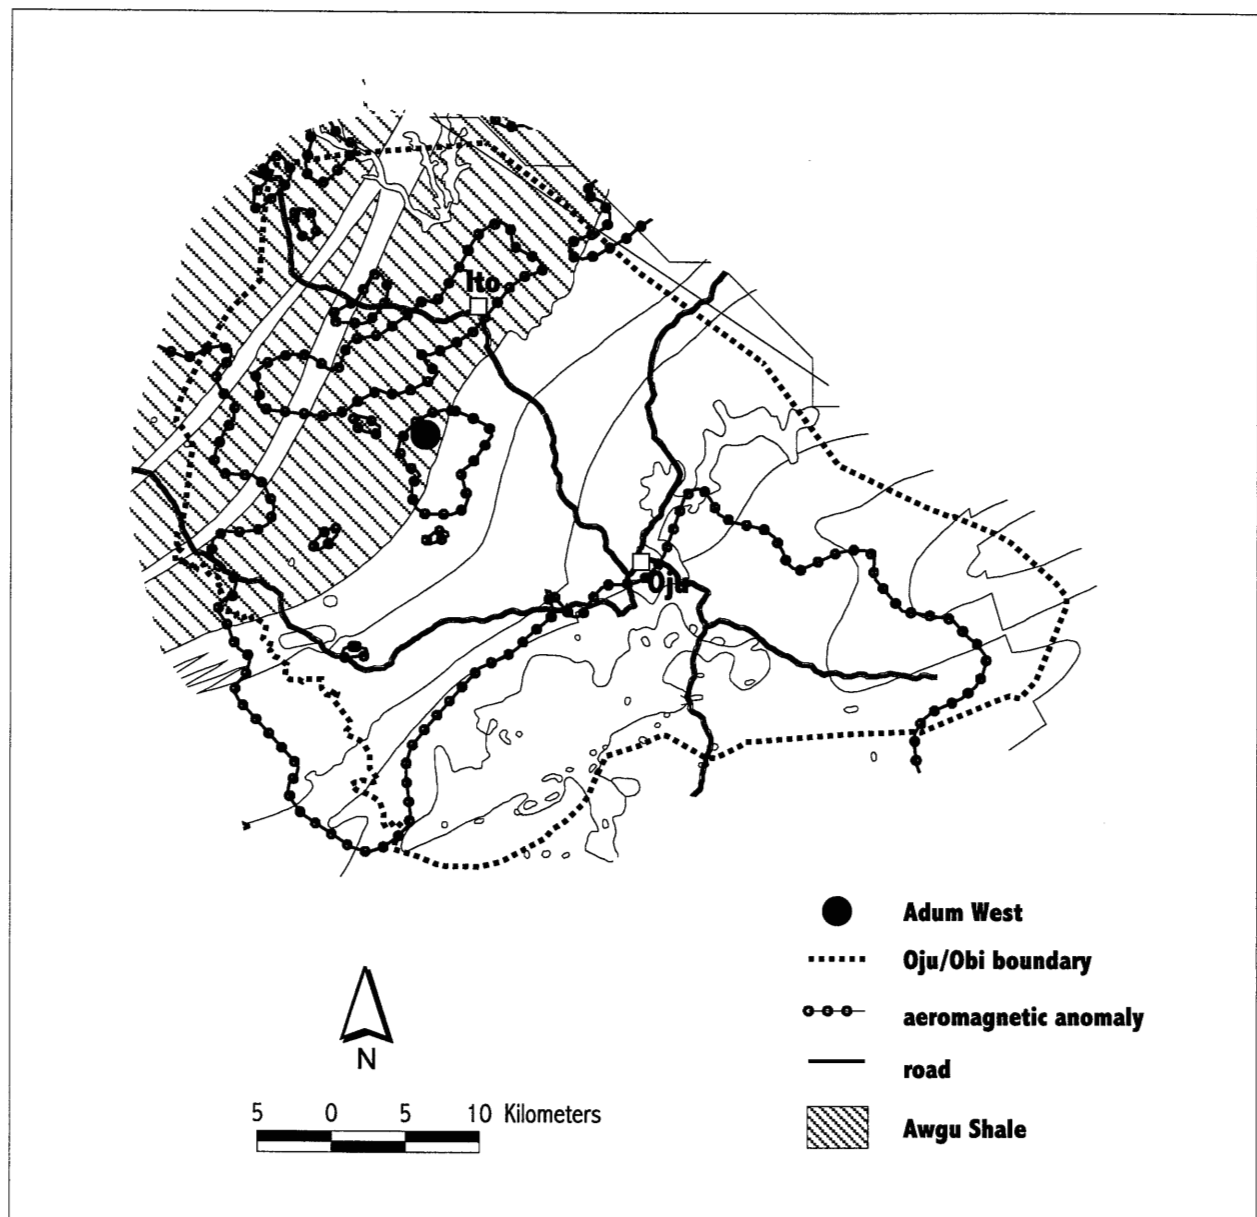 Ito
Oju
Adum West
Oju/Obi boundary
aeromagnetic anomaly
road
Awgu Shale
N
5 0 5 10 Kilometers